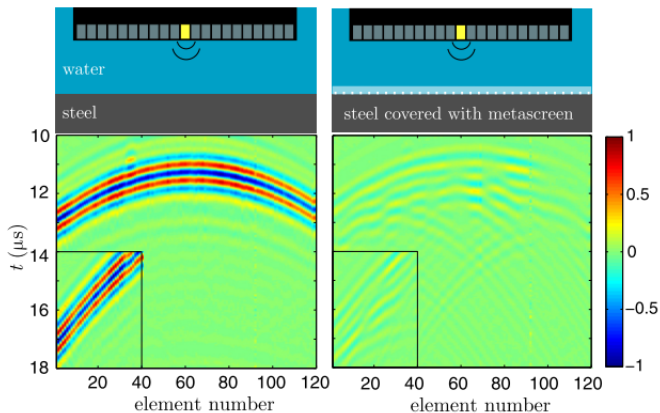 water
steel
steel covered with metascreen
10
12
14
16
18
t (μs)
20 40 60 80 100 120
element number
20 40 60 80 100 120
element number
1
0.5
0
−0.5
−1